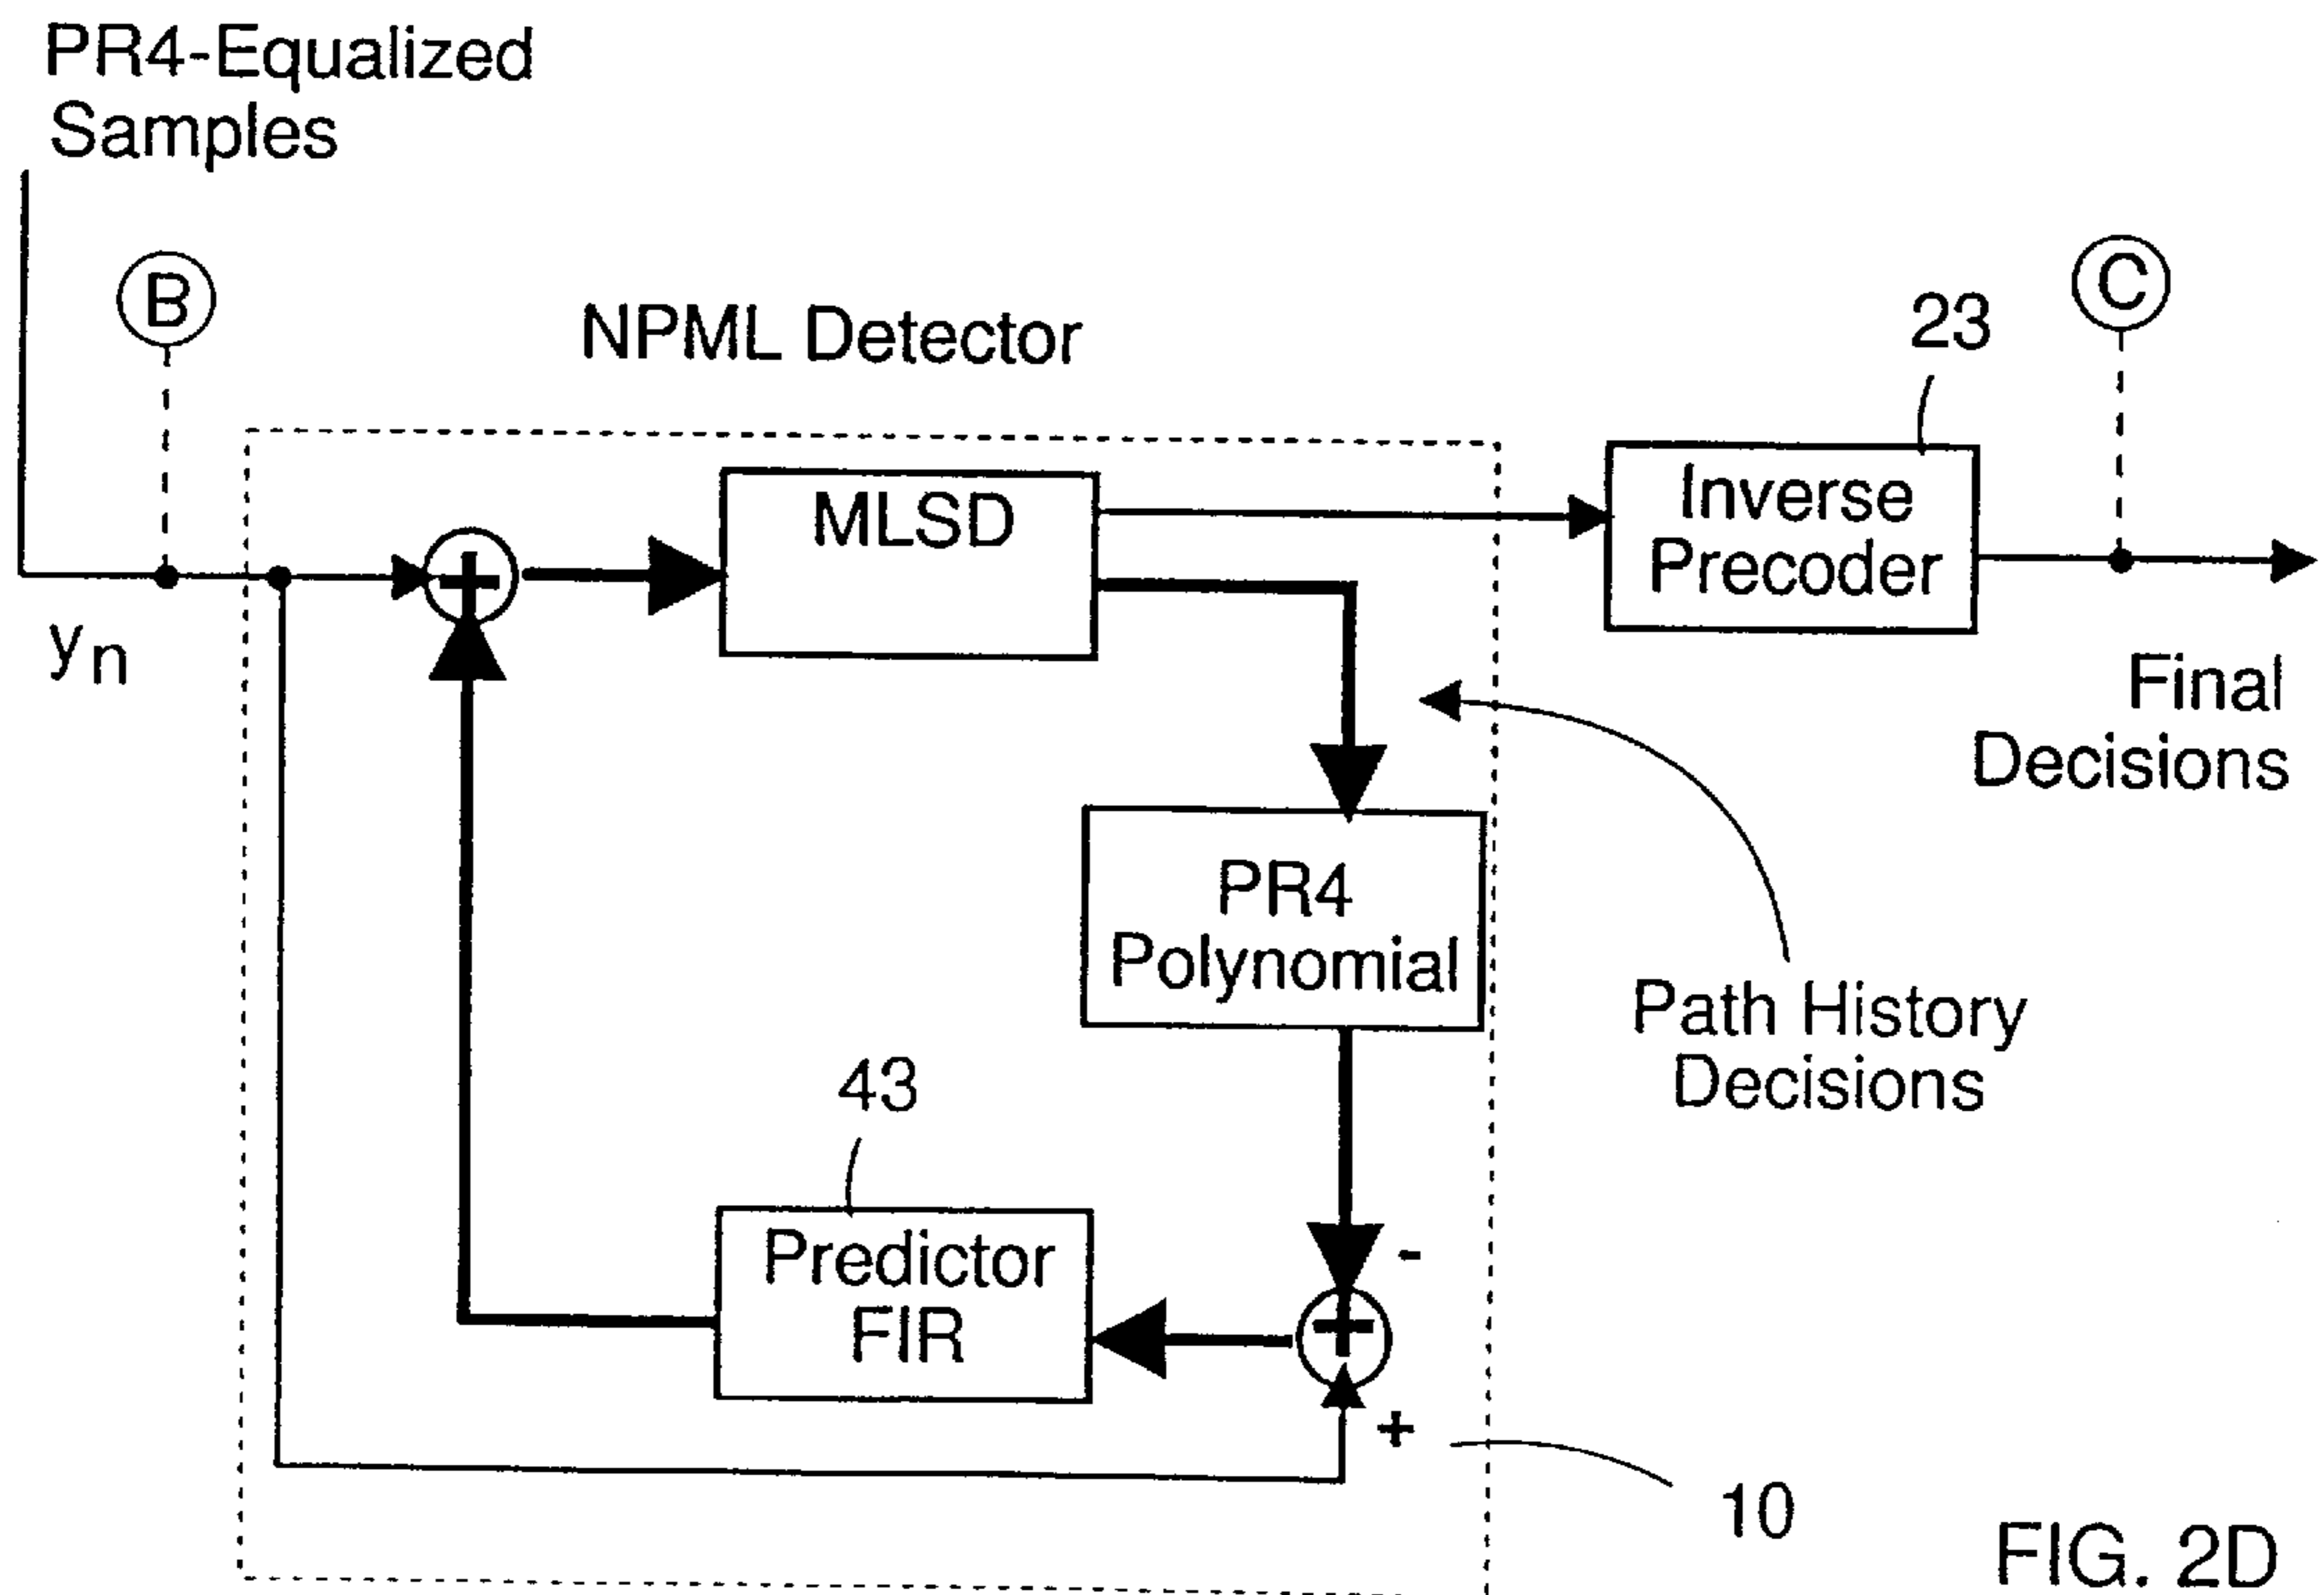 PR4-Equalized
Samples
B
C
NPML Detector
23
MLSD
Inverse
Precoder
+
yn
Final
Decisions
PR4
Polynomial
Path History
Decisions
43
Predictor
FIR
-
+
+
10
FIG. 2D